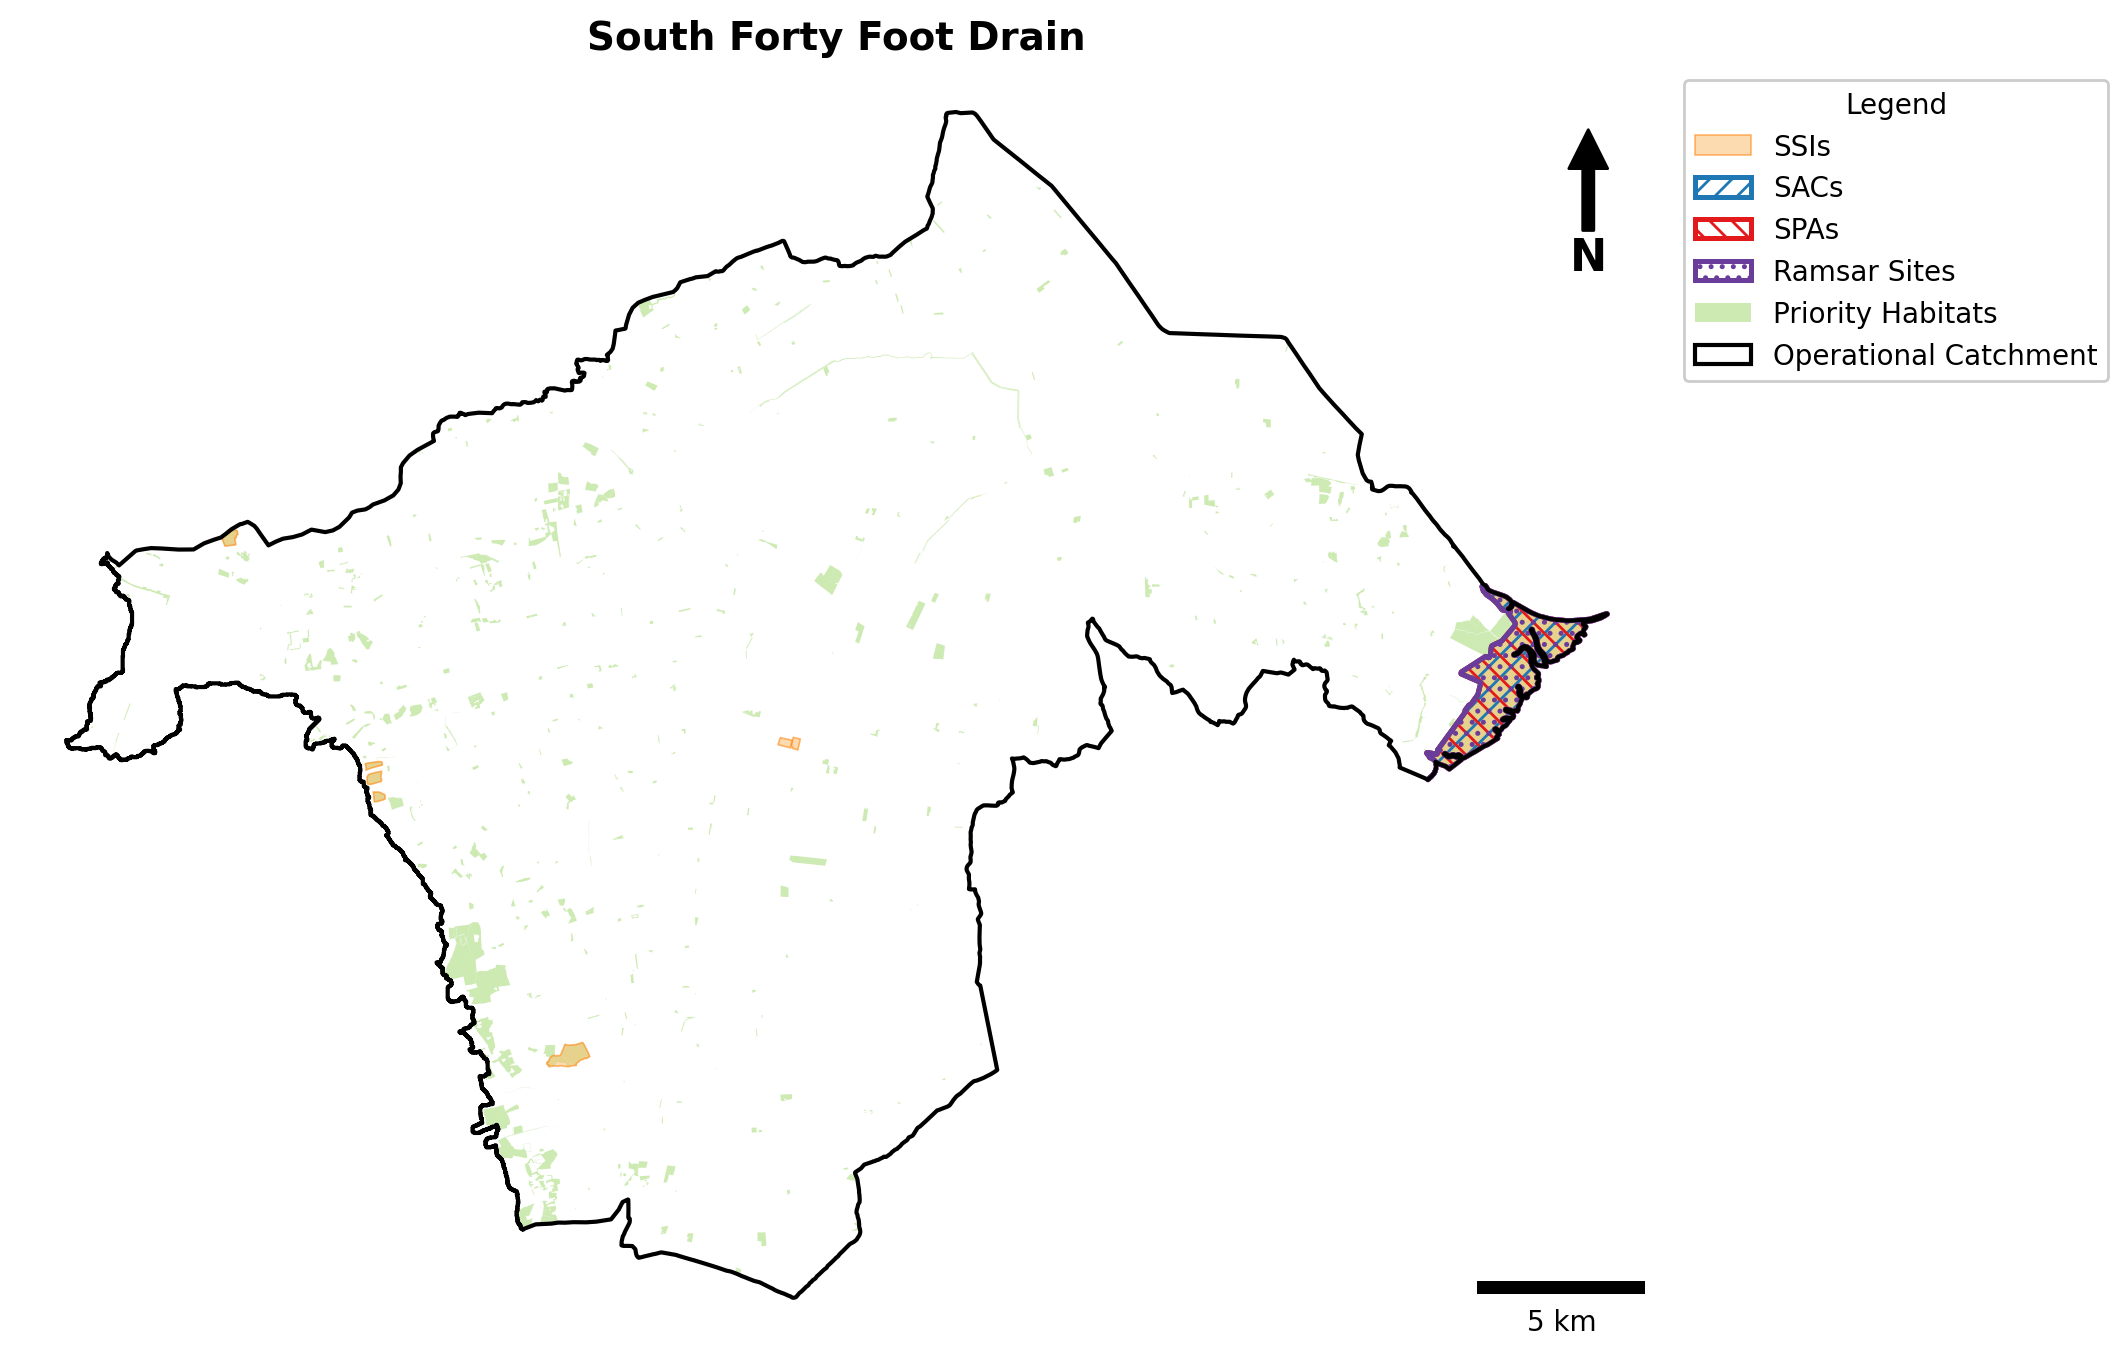 South Forty Foot Drain
N
Legend
SSIs
SACs
SPAs
Ramsar Sites
Priority Habitats
Operational Catchment
5 km